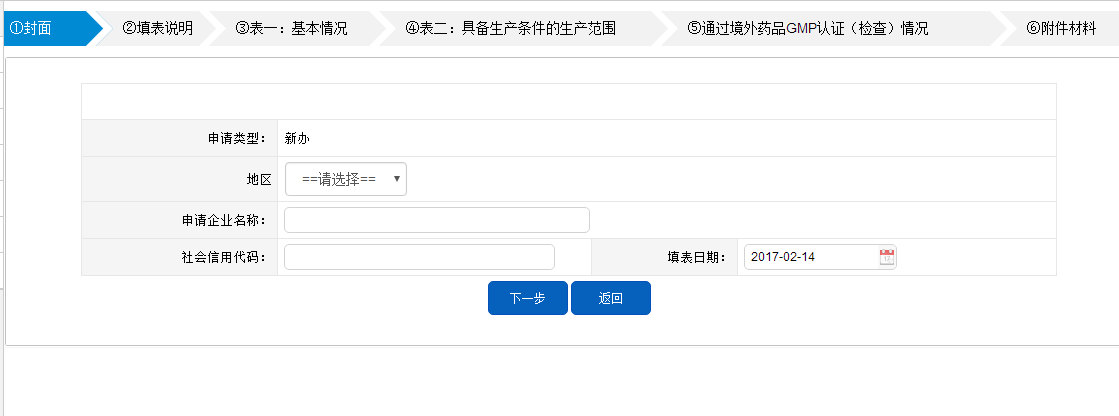 ①封面 ②填表说明 ③表一：基本情况 ④表二：具备生产条件的生产范围 ⑤通过境外药品GMP认证（检查）情况 ⑥附件材料
申请类型： 新办
地区 ==请选择==
申请企业名称：
社会信用代码： 填表日期： 2017-02-14
下一步 返回